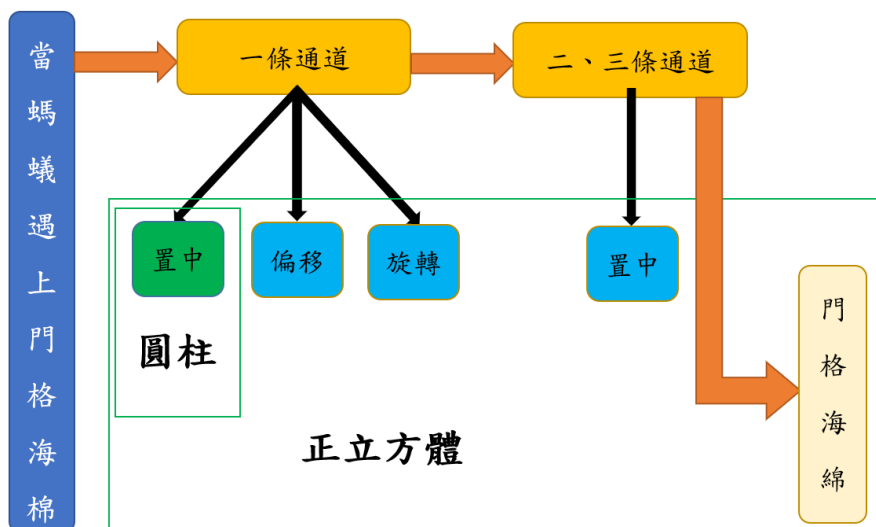 當螞蟻遇上門格海棉
一條通道
二、三條通道
置中
偏移
旋轉
置中
圓柱
正立方體
門格海綿